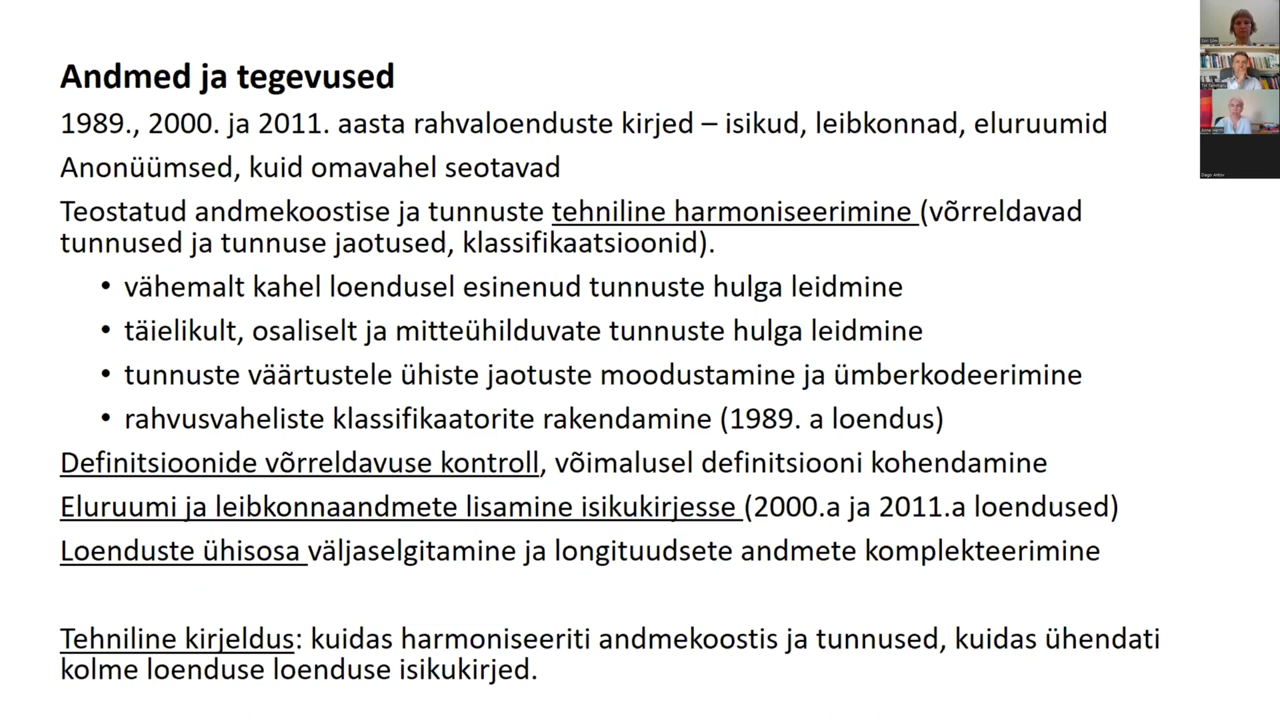 Andmed ja tegevused
1989., 2000. ja 2011. aasta rahvaloenduste kirjed – isikud, leibkonnad, eluruumid
Anonüümsed, kuid omavahel seotavad
Teostatud andmekoostise ja tunnuste tehniline harmoniseerimine (võrreldavad
tunnused ja tunnuse jaotused, klassifikaatsioonid).
• vähemalt kahel loendusel esinenud tunnuste hulga leidmine
• täielikult, osaliselt ja mitteühilduvate tunnuste hulga leidmine
• tunnuste väärtustele ühiste jaotuste moodustamine ja ümberkodeerimine
• rahvusvaheliste klassifikaatorite rakendamine (1989. a loendus)
Definitsioonide võrreldavuse kontroll, võimalusel definitsiooni kohendamine
Eluruumi ja leibkonnaandmete lisamine isikukirjesse (2000.a ja 2011.a loendused)
Loenduste ühisosa väljaselgitamine ja longituudsete andmete komplekteerimine
Tehniline kirjeldus: kuidas harmoniseeriti andmekoostis ja tunnused, kuidas ühendati
kolme loenduse loenduse isikukirjed.